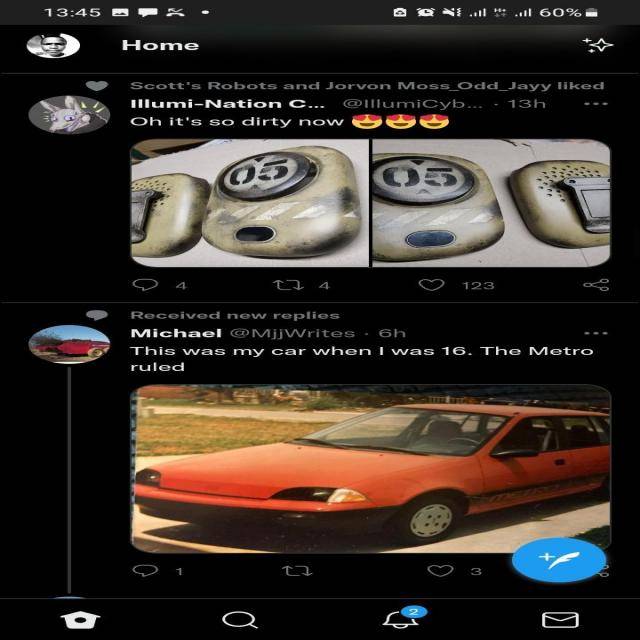 13:45 60%
Home
Scott's Robots and Jorvon Moss_Odd_Jayy liked
Illumi-Nation C... @IllumiCyb... · 13h
Oh it's so dirty now 😍😍😍
05 05
4 4 123
Received new replies
Michael @MjjWrites · 6h
This was my car when I was 16. The Metro
ruled
1 3
2